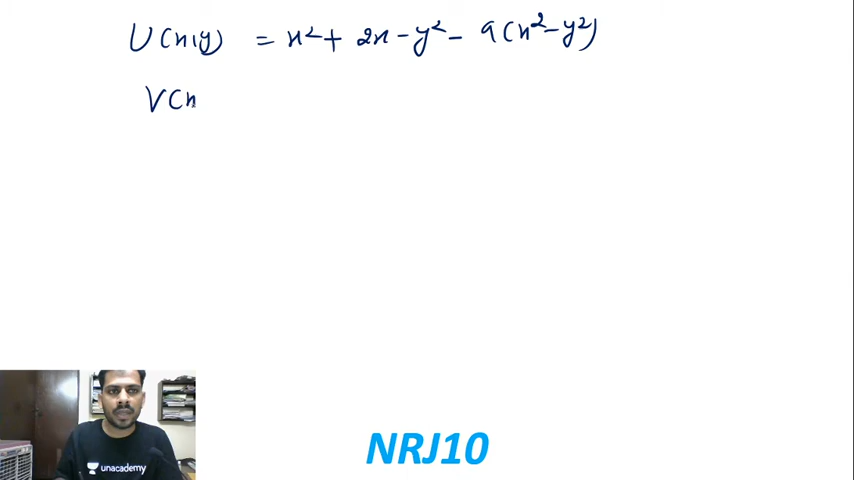 U(x,y) = x² + 2x - y² - a(x² - y²)
V(x
unacademy
NRJ10